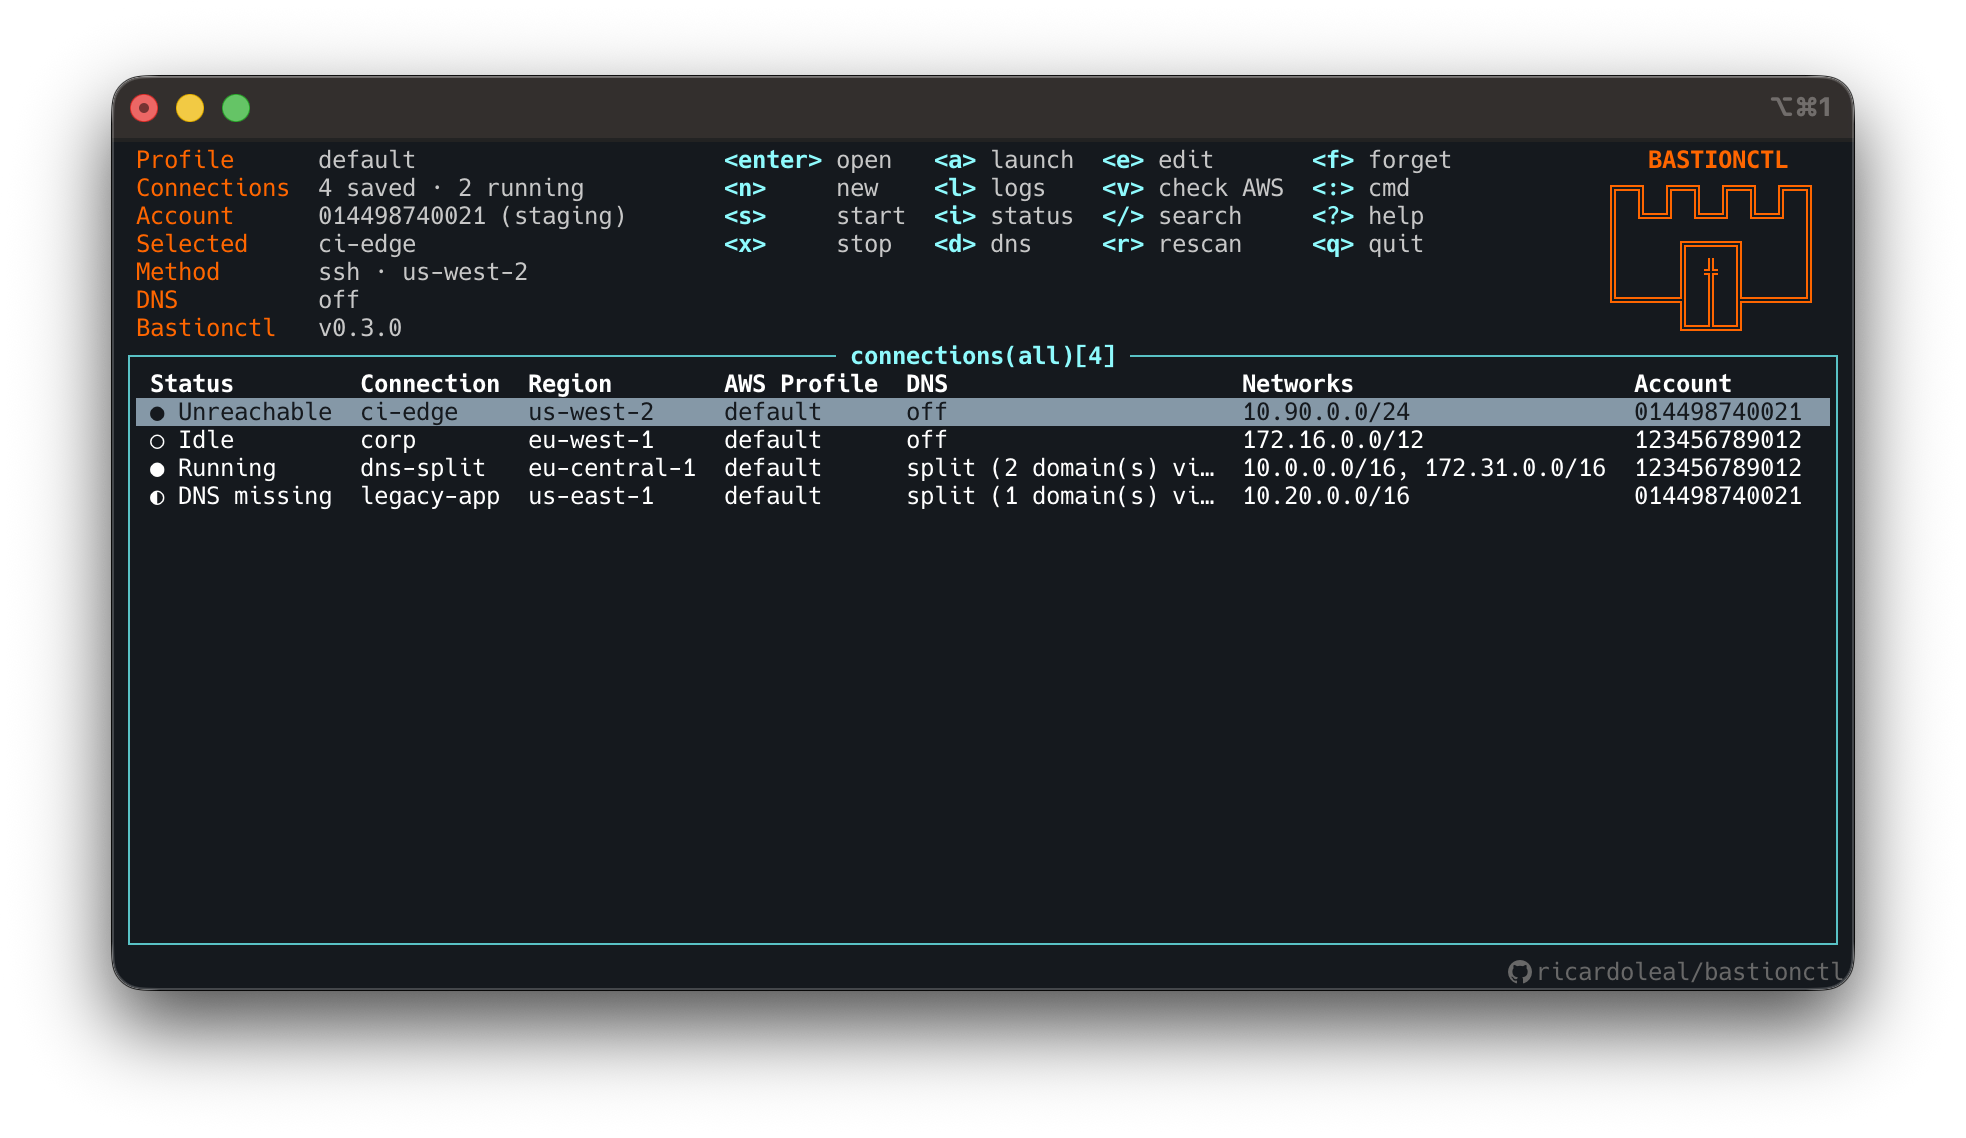 ⌥⌘1
Profile default <enter> open <a> launch <e> edit <f> forget BASTIONCTL
Connections 4 saved · 2 running <n> new <l> logs <v> check AWS <:> cmd
Account 014498740021 (staging) <s> start <i> status </> search <?> help
Selected ci-edge <x> stop <d> dns <r> rescan <q> quit
Method ssh · us-west-2
DNS off
Bastionctl v0.3.0
connections(all)[4]
Status Connection Region AWS Profile DNS Networks Account
● Unreachable ci-edge us-west-2 default off 10.90.0.0/24 014498740021
○ Idle corp eu-west-1 default off 172.16.0.0/12 123456789012
● Running dns-split eu-central-1 default split (2 domain(s) vi… 10.0.0.0/16, 172.31.0.0/16 123456789012
◐ DNS missing legacy-app us-east-1 default split (1 domain(s) vi… 10.20.0.0/16 014498740021
ricardoleal/bastionctl